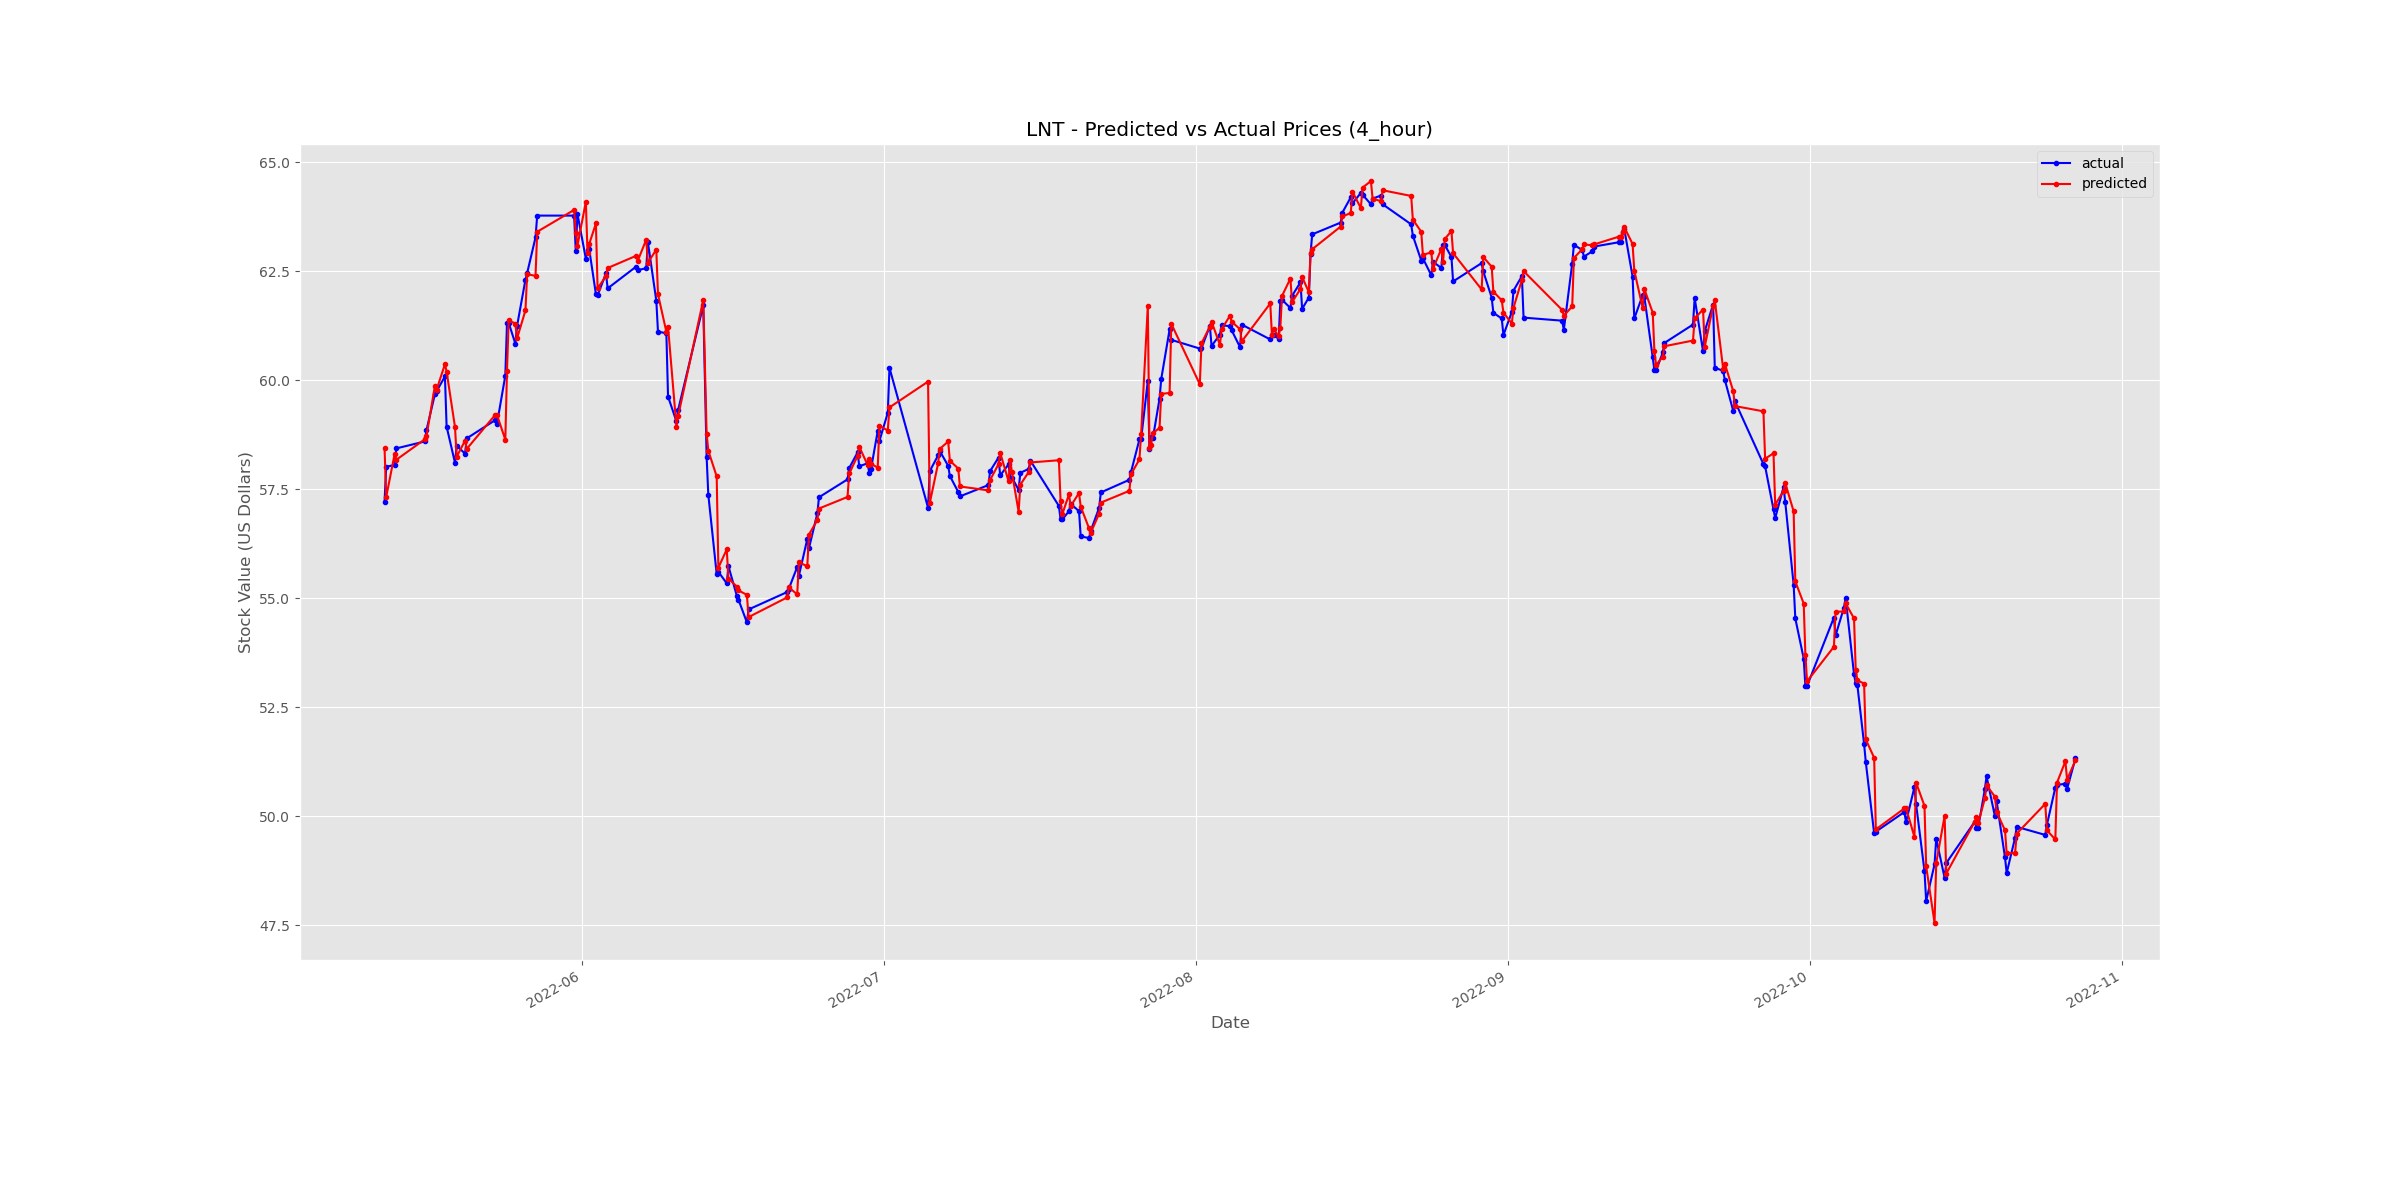 LNT - Predicted vs Actual Prices (4_hour)
actual
predicted
Stock Value (US Dollars)
65.0
62.5
60.0
57.5
55.0
52.5
50.0
47.5
2022-06
2022-07
2022-08
2022-09
2022-10
2022-11
Date